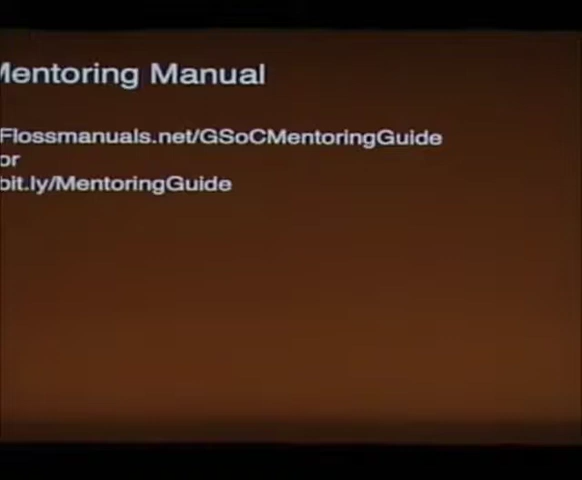 Mentoring Manual
Flossmanuals.net/GSoCMentoringGuide
or
bit.ly/MentoringGuide